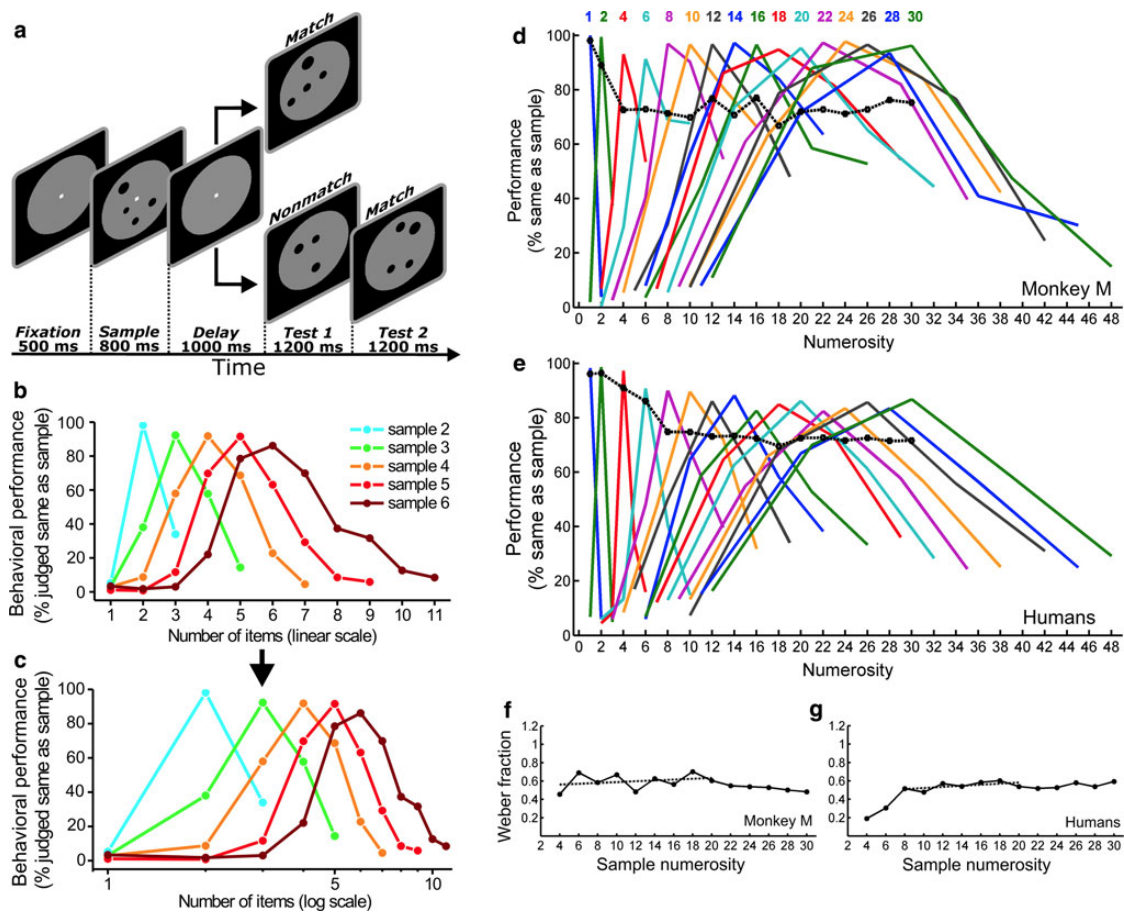 a
Match
Nonmatch
Match
Fixation
500 ms
Sample
800 ms
Delay
1000 ms
Test 1
1200 ms
Test 2
1200 ms
Time
b
Behavioral performance
(% judged same as sample)
100
80
60
40
20
0
sample 2
sample 3
sample 4
sample 5
sample 6
1 2 3 4 5 6 7 8 9 10 11
Number of items (linear scale)
c
Behavioral performance
(% judged same as sample)
100
80
60
40
20
0
1 5 10
Number of items (log scale)
1 2 4 6 8 10 12 14 16 18 20 22 24 26 28 30
d
Performance
(% same as sample)
100
80
60
40
20
0
Monkey M
0 2 4 6 8 10 12 14 16 18 20 22 24 26 28 30 32 34 36 38 40 42 44 46 48
Numerosity
e
Performance
(% same as sample)
100
80
60
40
20
0
Humans
0 2 4 6 8 10 12 14 16 18 20 22 24 26 28 30 32 34 36 38 40 42 44 46 48
Numerosity
f
Weber fraction
1.2
1
0.8
0.6
0.4
0.2
Monkey M
2 4 6 8 10 12 14 16 18 20 22 24 26 28 30
Sample numerosity
g
1.2
1
0.8
0.6
0.4
0.2
Humans
2 4 6 8 10 12 14 16 18 20 22 24 26 28 30
Sample numerosity